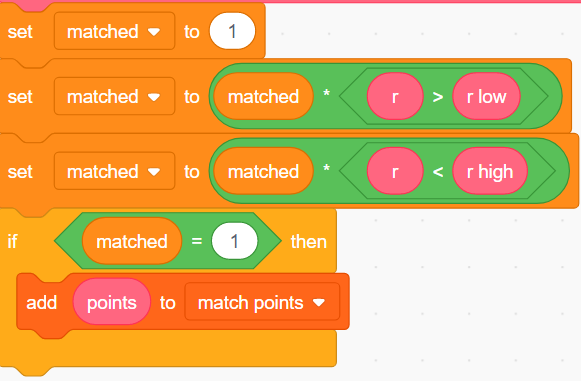 set matched to 1
set matched to matched * r > r low
set matched to matched * r < r high
if matched = 1 then
add points to match points